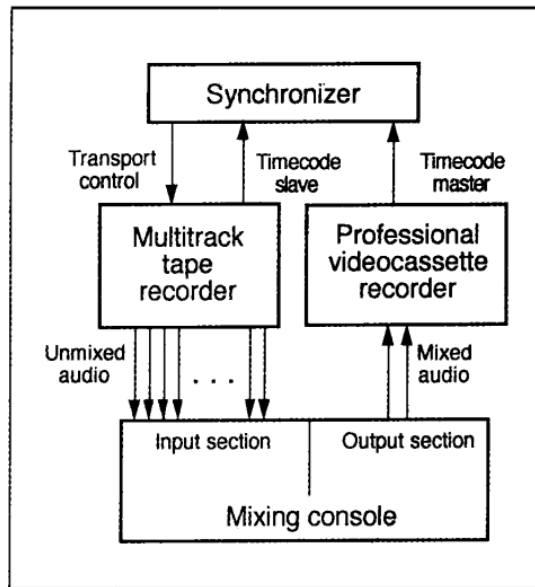 Synchronizer
Transport
control
Timecode
slave
Timecode
master
Multitrack
tape
recorder
Professional
videocassette
recorder
Unmixed
audio
. . .
Mixed
audio
Input section
Output section
Mixing console